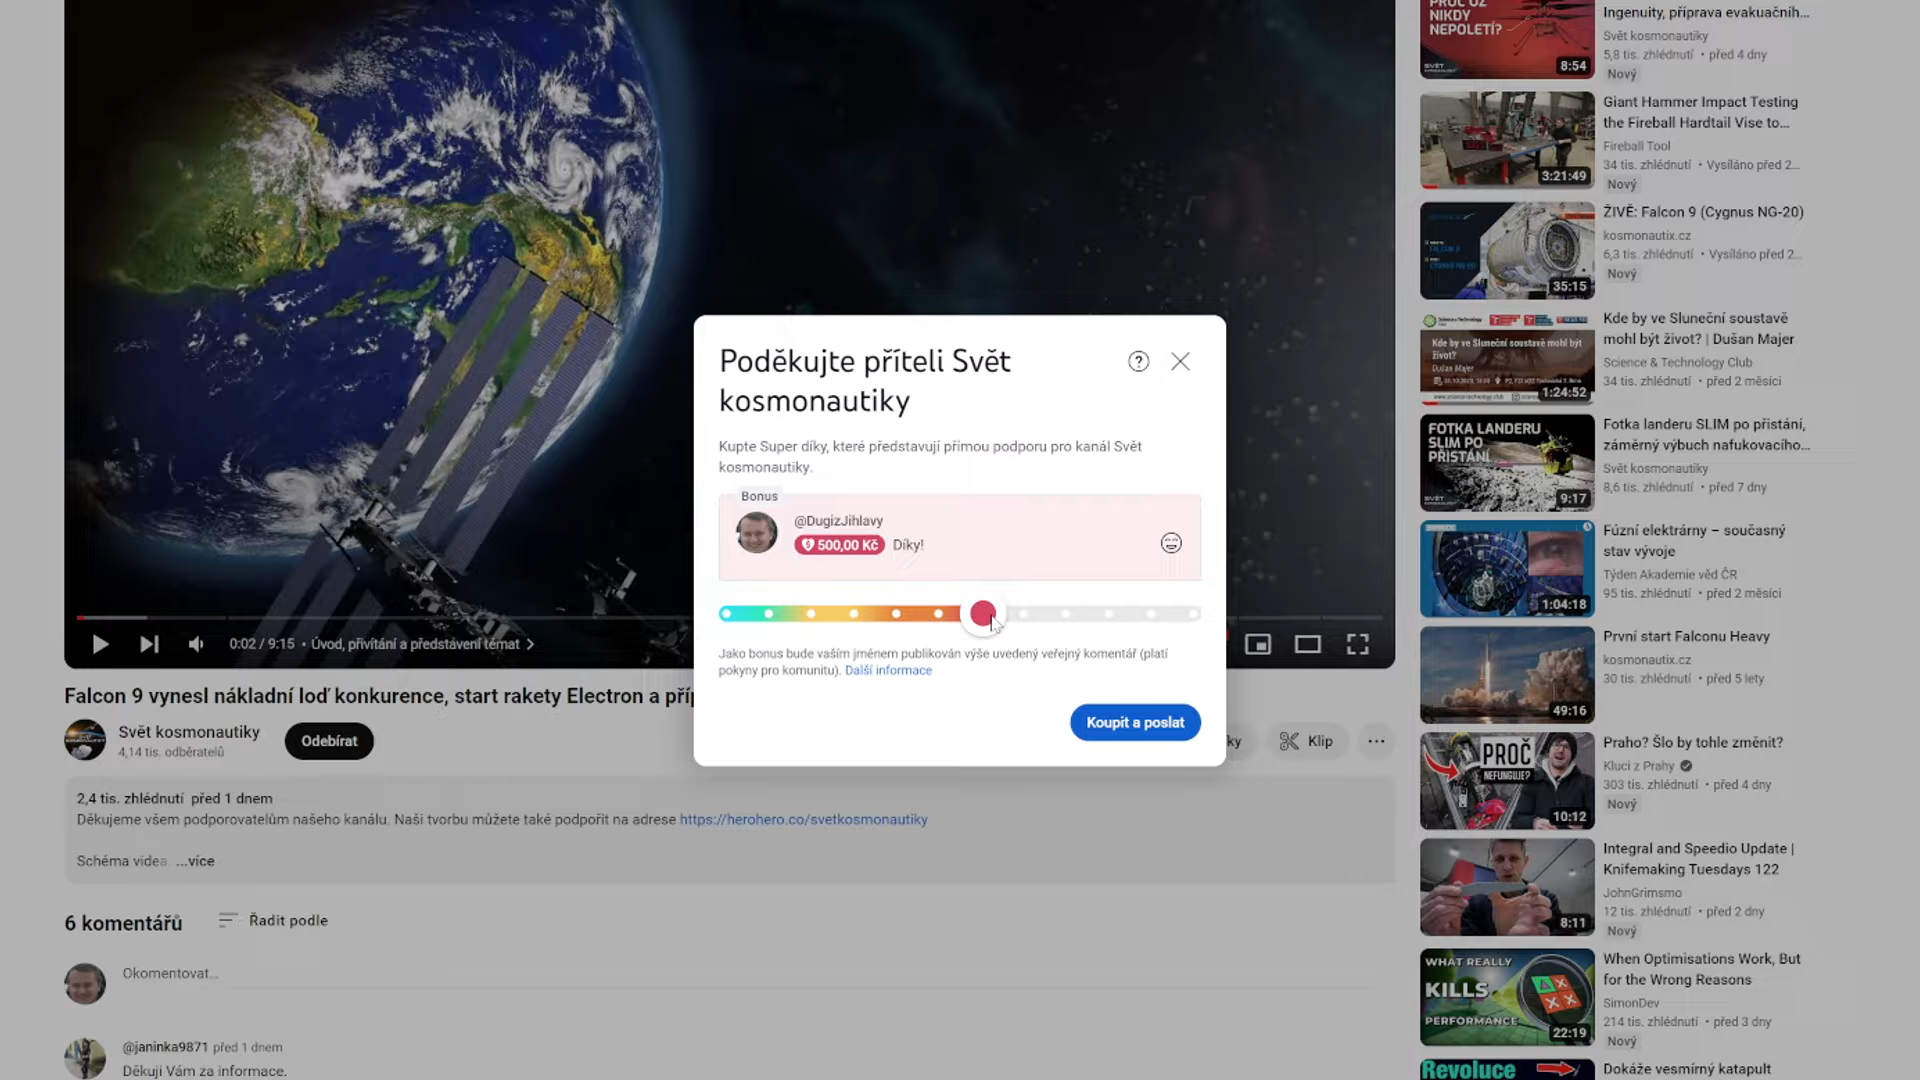 0:02 / 9:15 • Úvod, přivítání a představení témat
Falcon 9 vynesl nákladní loď konkurence, start rakety Electron a
Svět kosmonautiky
4,14 tis. odběratelů
Odebírat
Klip
2,4 tis. zhlédnutí před 1 dnem
Děkujeme všem podporovatelům našeho kanálu. Naši tvorbu můžete také podpořit na adrese https://herohero.co/svetkosmonautiky
Schéma videa ...více
6 komentářů
Řadit podle
Okomentovat...
@janinka9871 před 1 dnem
Děkuji Vám za informace.
Poděkujte příteli Svět
kosmonautiky
Kupte Super díky, které představují přímou podporu pro kanál Svět
kosmonautiky.
Bonus
@DugizJihlavy
500,00 Kč Díky!
Jako bonus bude vaším jménem publikován výše uvedený veřejný komentář (platí
pokyny pro komunitu). Další informace
Koupit a poslat
PROČ UŽ
NIKDY
NEPOLETÍ?
8:54
Ingenuity, příprava evakuačníh...
Svět kosmonautiky
5,8 tis. zhlédnutí • před 4 dny
Nový
3:21:49
Giant Hammer Impact Testing
the Fireball Hardtail Vise to...
Fireball Tool
34 tis. zhlédnutí • Vysíláno před 2...
Nový
35:15
ŽIVĚ: Falcon 9 (Cygnus NG-20)
kosmonautix.cz
6,3 tis. zhlédnutí • Vysíláno před 2...
Nový
Kde by ve Sluneční soustavě mohl být
život?
Dušan Majer
1:24:52
Kde by ve Sluneční soustavě
mohl být život? | Dušan Majer
Science & Technology Club
34 tis. zhlédnutí • před 2 měsíci
FOTKA LANDERU
SLIM PO
PŘISTÁNÍ
9:17
Fotka landeru SLIM po přistání,
záměrný výbuch nafukovacího...
Svět kosmonautiky
8,6 tis. zhlédnutí • před 7 dny
1:04:18
Fúzní elektrárny – současný
stav vývoje
Týden Akademie věd ČR
95 tis. zhlédnutí • před 2 měsíci
49:16
První start Falconu Heavy
kosmonautix.cz
30 tis. zhlédnutí • před 5 lety
PROČ
NEFUNGUJE?
10:12
Praho? Šlo by tohle změnit?
Kluci z Prahy
303 tis. zhlédnutí • před 4 dny
Nový
8:11
Integral and Speedio Update |
Knifemaking Tuesdays 122
JohnGrimsmo
12 tis. zhlédnutí • před 2 dny
Nový
WHAT REALLY
KILLS
PERFORMANCE
22:19
When Optimisations Work, But
for the Wrong Reasons
SimonDev
214 tis. zhlédnutí • před 3 dny
Nový
Revoluce
Dokáže vesmírný katapult